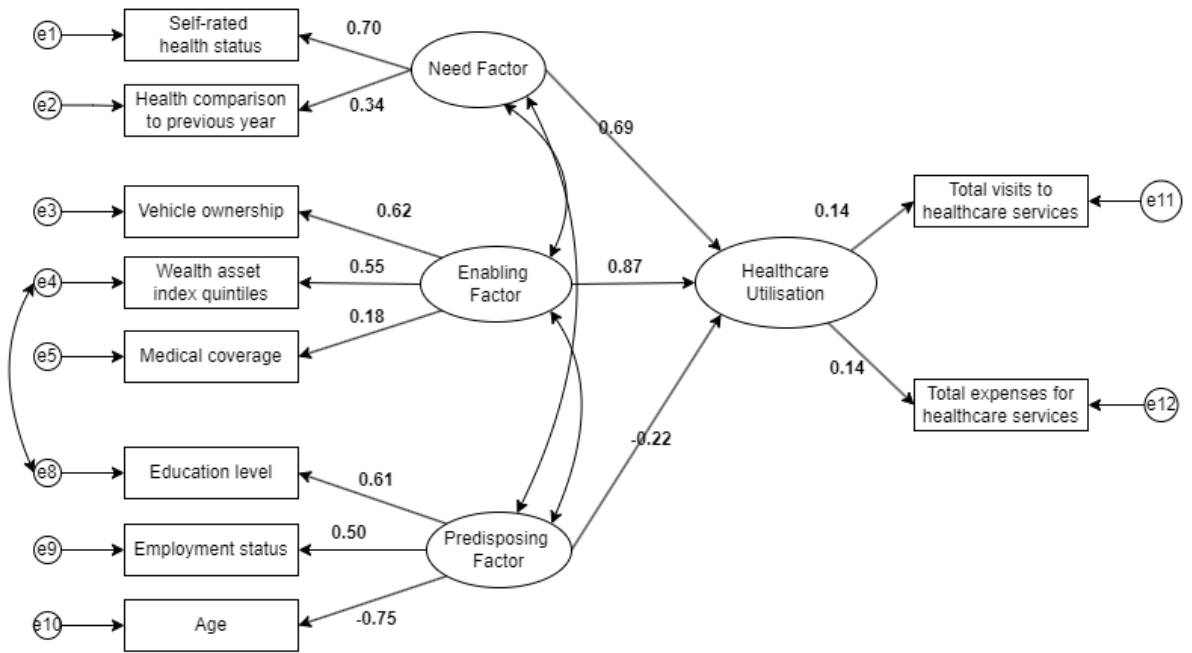 e1
Self-rated
health status
0.70
Need Factor
e2
Health comparison
to previous year
0.34
0.69
e3
Vehicle ownership
0.62
Total visits to
healthcare services
e11
0.14
e4
Wealth asset
index quintiles
0.55
Enabling
Factor
0.87
Healthcare
Utilisation
e5
Medical coverage
0.18
0.14
Total expenses for
healthcare services
e12
-0.22
e8
Education level
0.61
e9
Employment status
0.50
Predisposing
Factor
e10
Age
-0.75